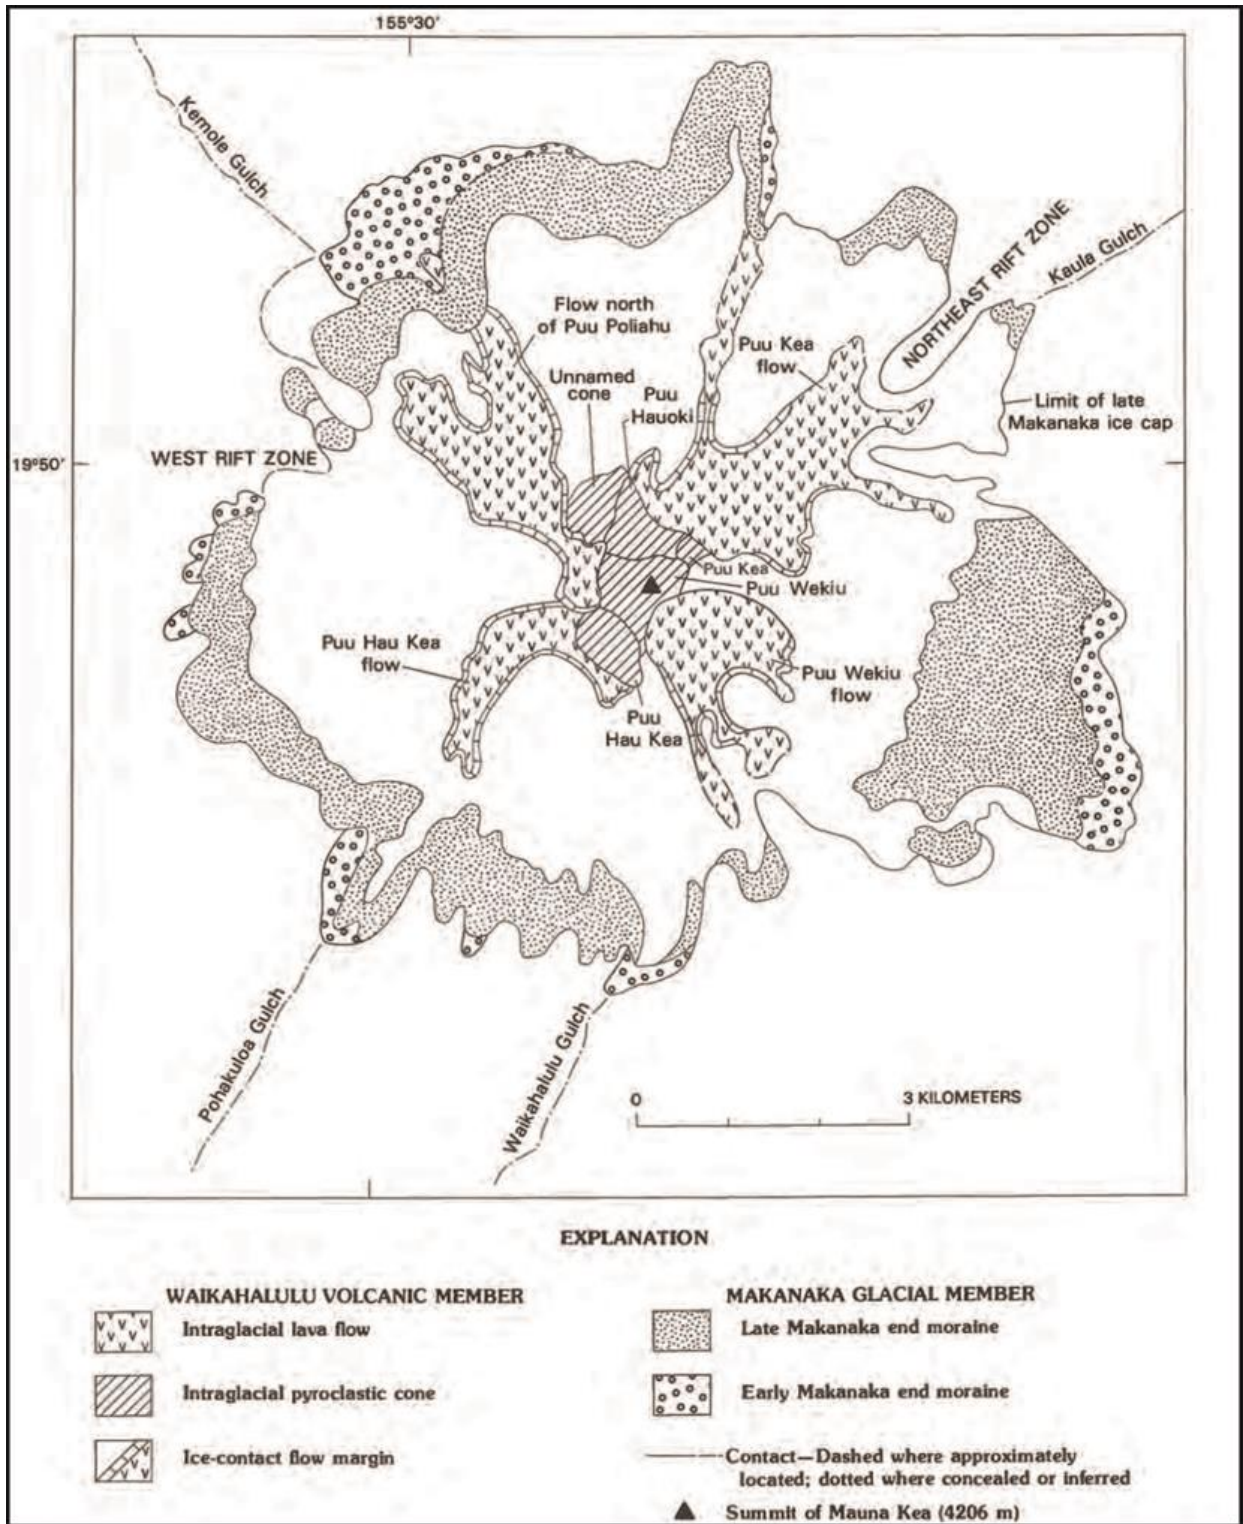 155°30'
Kemole Gulch
NORTHEAST RIFT ZONE
Kaula Gulch
Flow north
of Puu Poliahu
Puu Kea
flow
Unnamed
cone
Puu
Hauoki
Limit of late
Makanaka ice cap
19°50'
WEST RIFT ZONE
Puu Kea
Puu Wekiu
Puu Hau Kea
flow
Puu Wekiu
flow
Puu
Hau Kea
Pohakuloa Gulch
Waikahalulu Gulch
0 3 KILOMETERS
EXPLANATION
WAIKAHALULU VOLCANIC MEMBER
Intraglacial lava flow
Intraglacial pyroclastic cone
Ice-contact flow margin
MAKANAKA GLACIAL MEMBER
Late Makanaka end moraine
Early Makanaka end moraine
Contact—Dashed where approximately
located; dotted where concealed or inferred
Summit of Mauna Kea (4206 m)